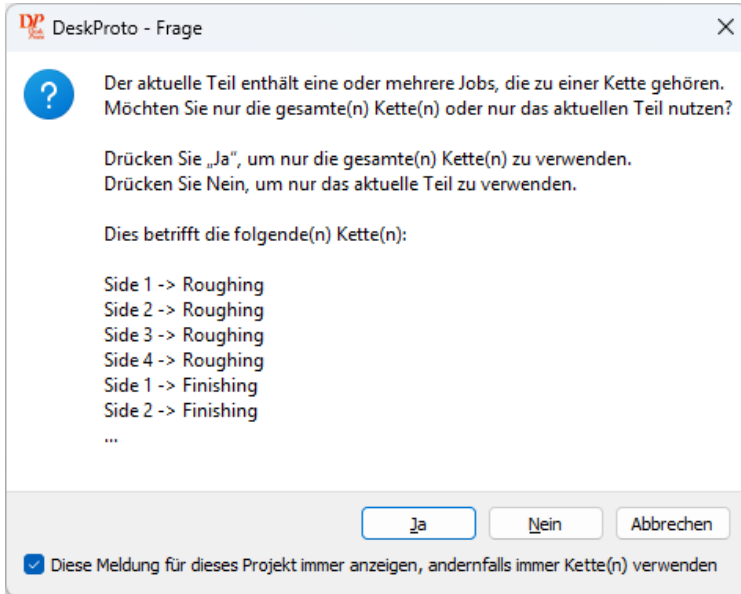 DeskProto - Frage
Der aktuelle Teil enthält eine oder mehrere Jobs, die zu einer Kette gehören.
Möchten Sie nur die gesamte(n) Kette(n) oder nur das aktuellen Teil nutzen?
Drücken Sie „Ja“, um nur die gesamte(n) Kette(n) zu verwenden.
Drücken Sie Nein, um nur das aktuelle Teil zu verwenden.
Dies betrifft die folgende(n) Kette(n):
Side 1 -> Roughing
Side 2 -> Roughing
Side 3 -> Roughing
Side 4 -> Roughing
Side 1 -> Finishing
Side 2 -> Finishing
...
Ja Nein Abbrechen
Diese Meldung für dieses Projekt immer anzeigen, andernfalls immer Kette(n) verwenden